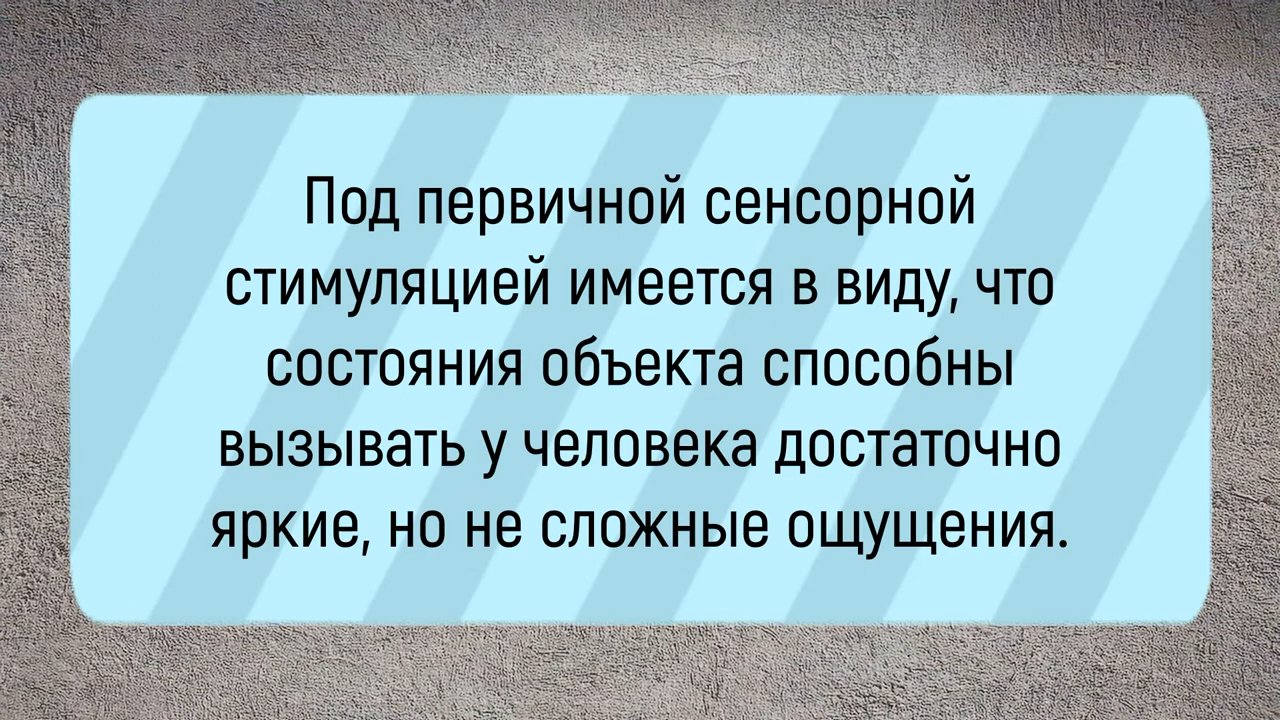 Под первичной сенсорной
стимуляцией имеется в виду, что
состояния объекта способны
вызывать у человека достаточно
яркие, но не сложные ощущения.